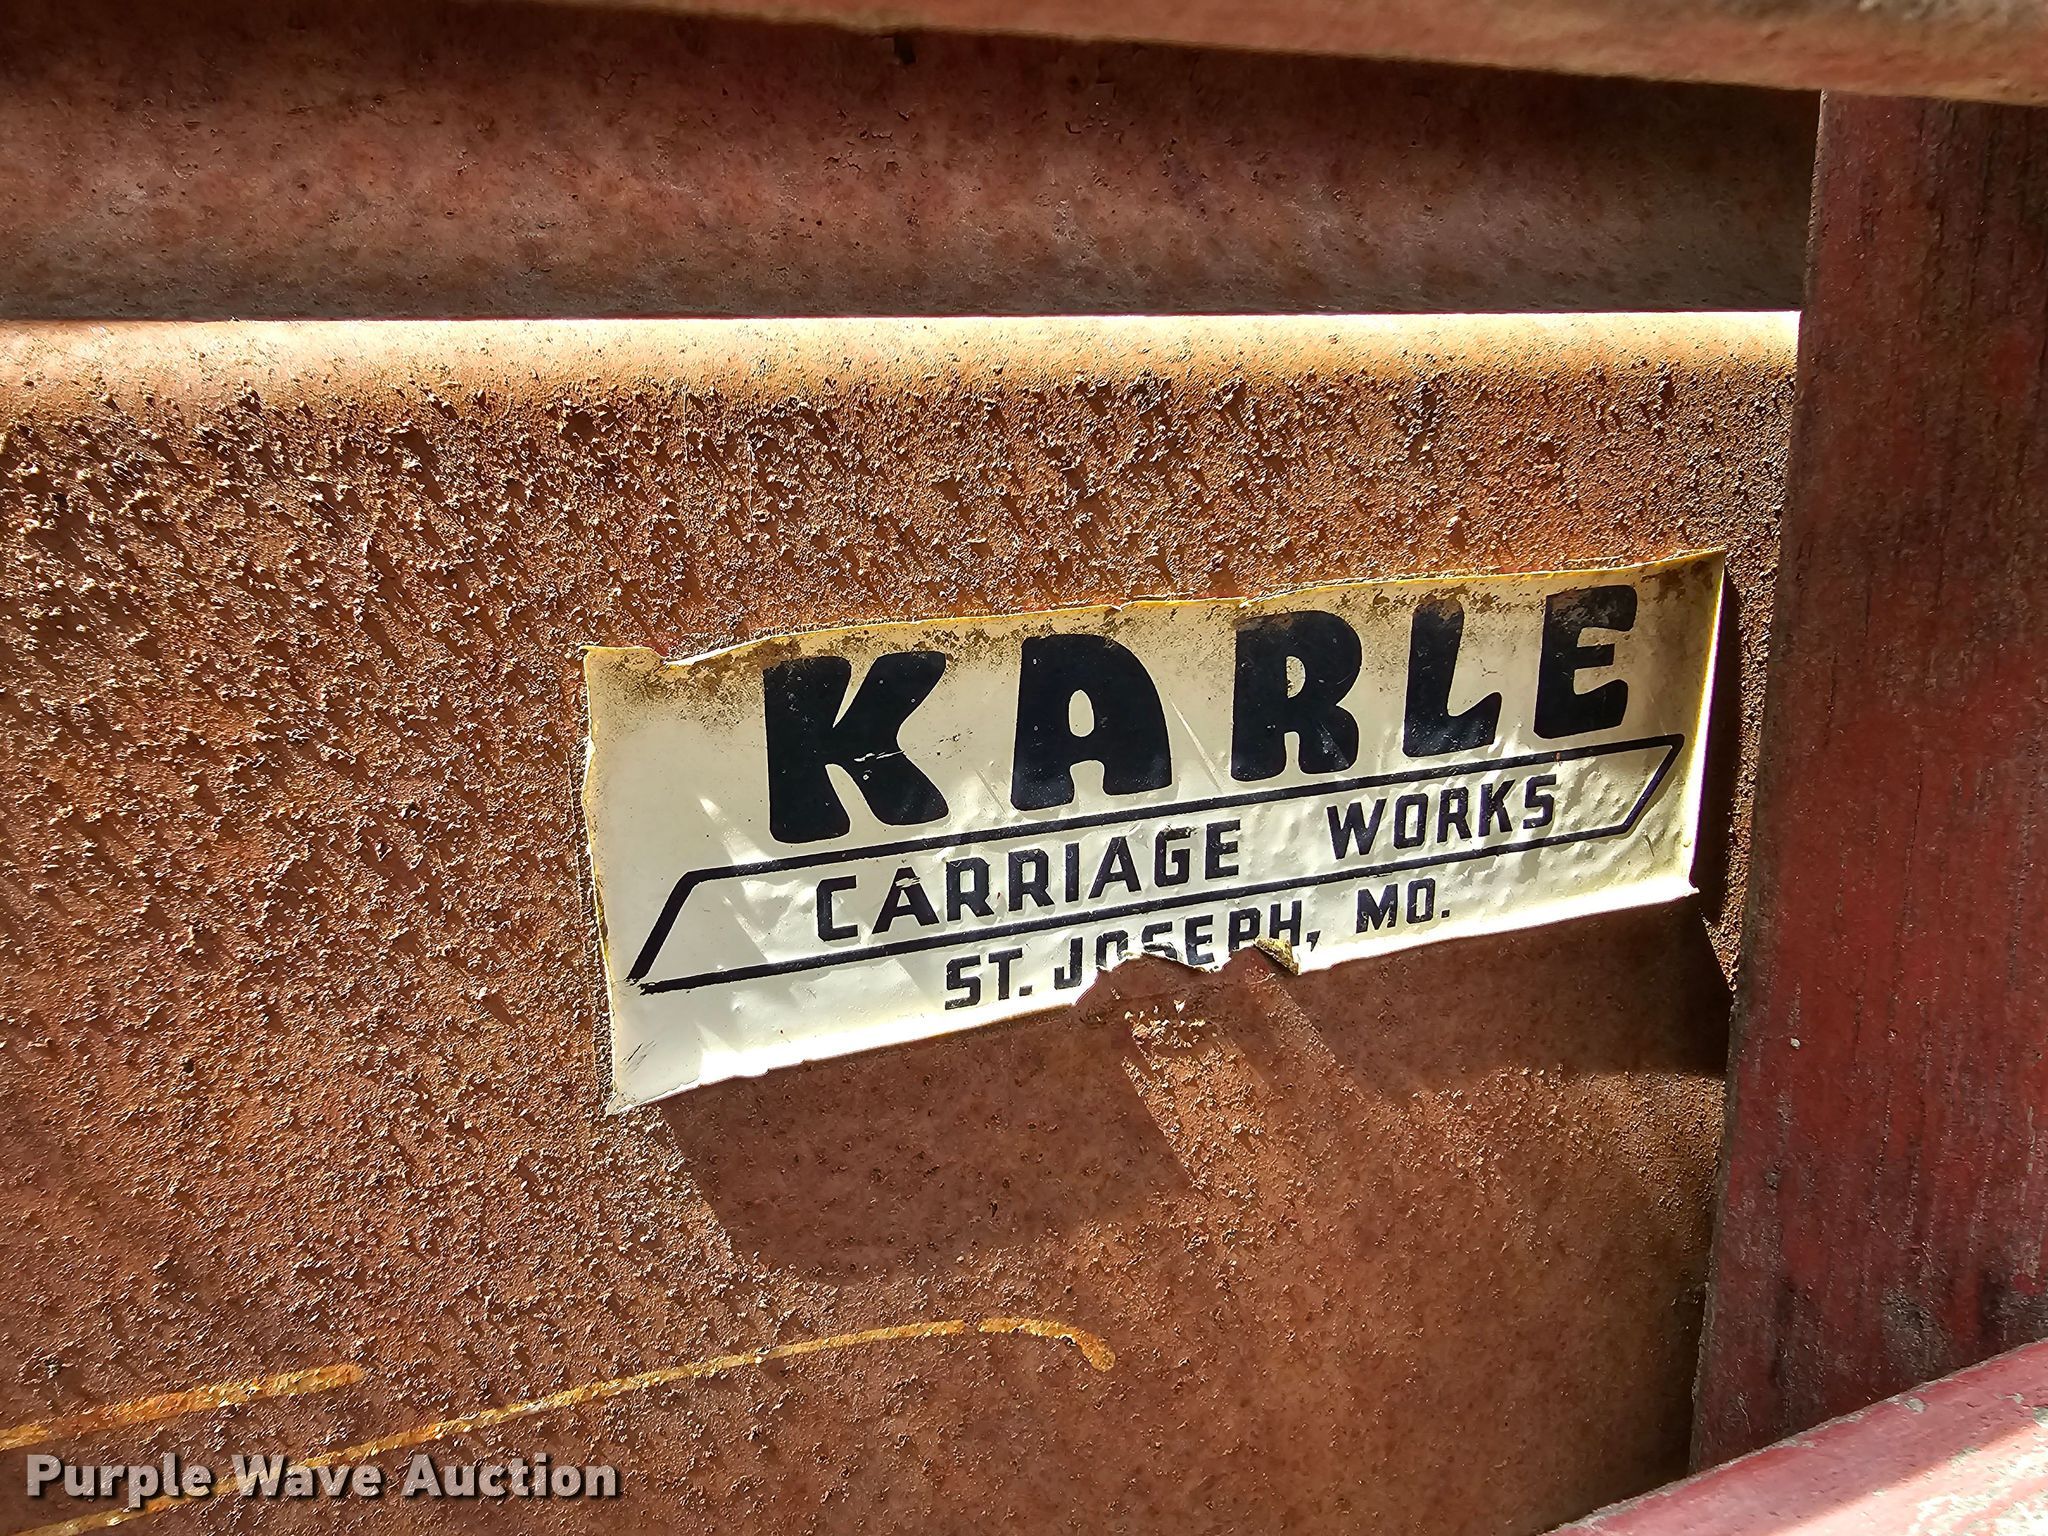 KARLE
CARRIAGE WORKS
ST. JOSEPH, MO.
Purple Wave Auction